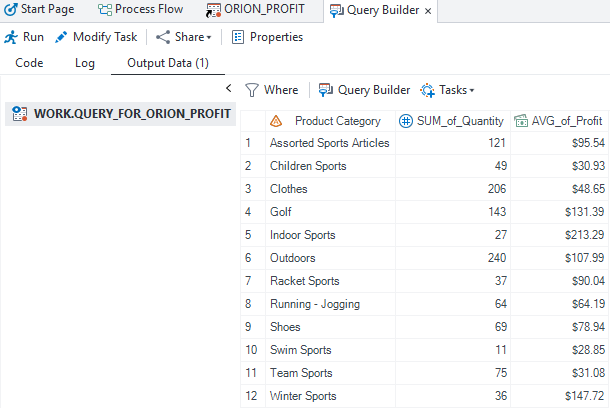 Start Page Process Flow ORION_PROFIT Query Builder ×
Run Modify Task Share Properties
Code Log Output Data (1)
< Where Query Builder Tasks
WORK.QUERY_FOR_ORION_PROFIT
Product Category SUM_of_Quantity AVG_of_Profit
1 Assorted Sports Articles 121 $95.54
2 Children Sports 49 $30.93
3 Clothes 206 $48.65
4 Golf 143 $131.39
5 Indoor Sports 27 $213.29
6 Outdoors 240 $107.99
7 Racket Sports 37 $90.04
8 Running - Jogging 64 $64.19
9 Shoes 69 $78.94
10 Swim Sports 11 $28.85
11 Team Sports 75 $31.08
12 Winter Sports 36 $147.72